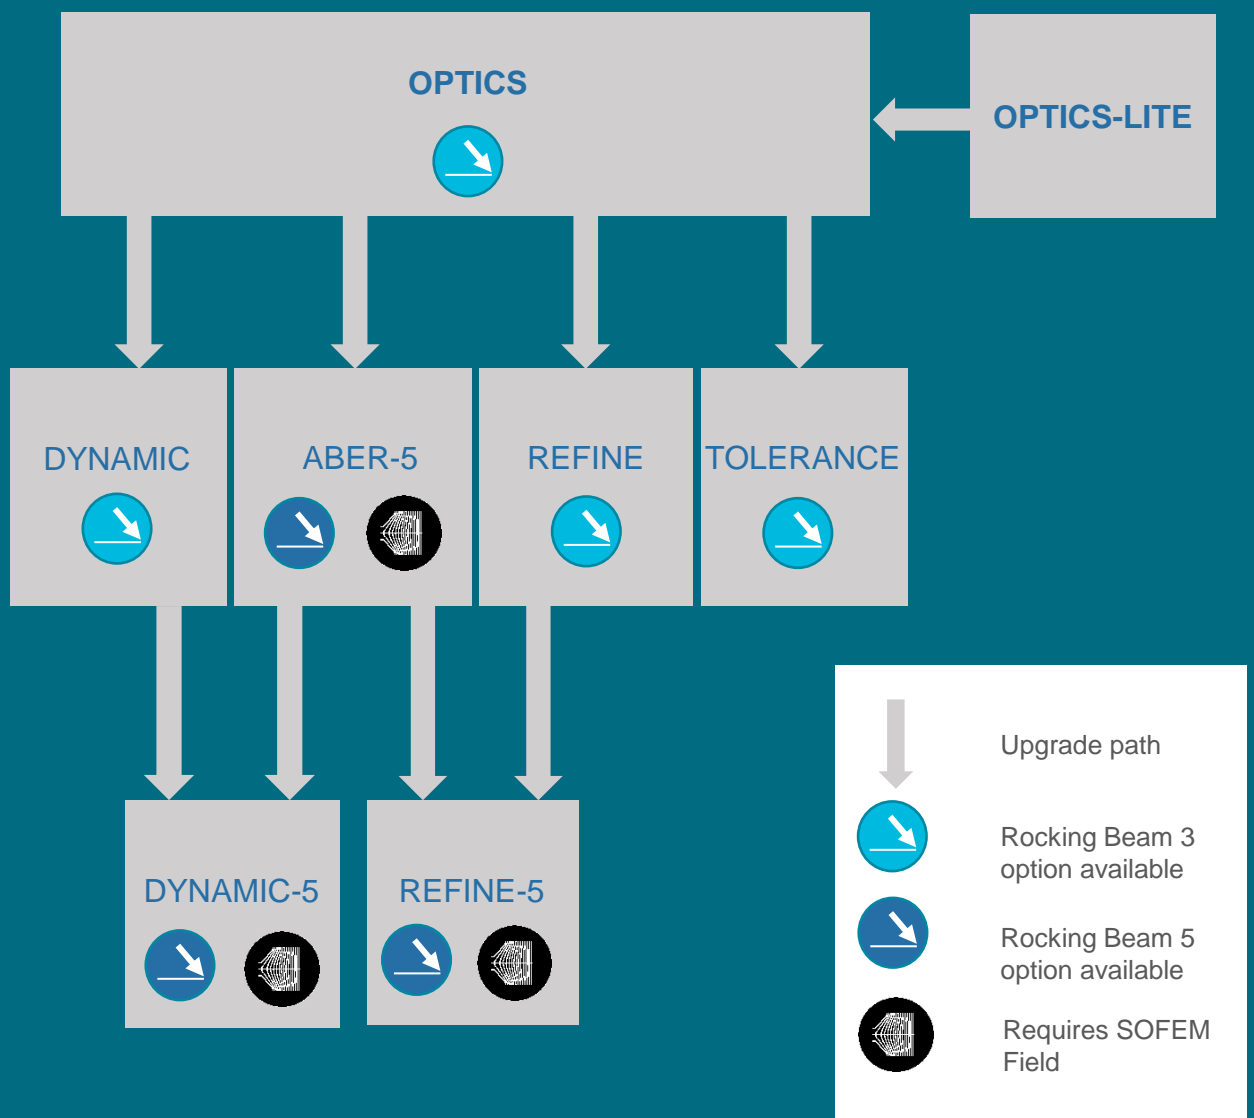 OPTICS
OPTICS-LITE
DYNAMIC
ABER-5
REFINE
TOLERANCE
DYNAMIC-5
REFINE-5
Upgrade path
Rocking Beam 3
option available
Rocking Beam 5
option available
Requires SOFEM
Field